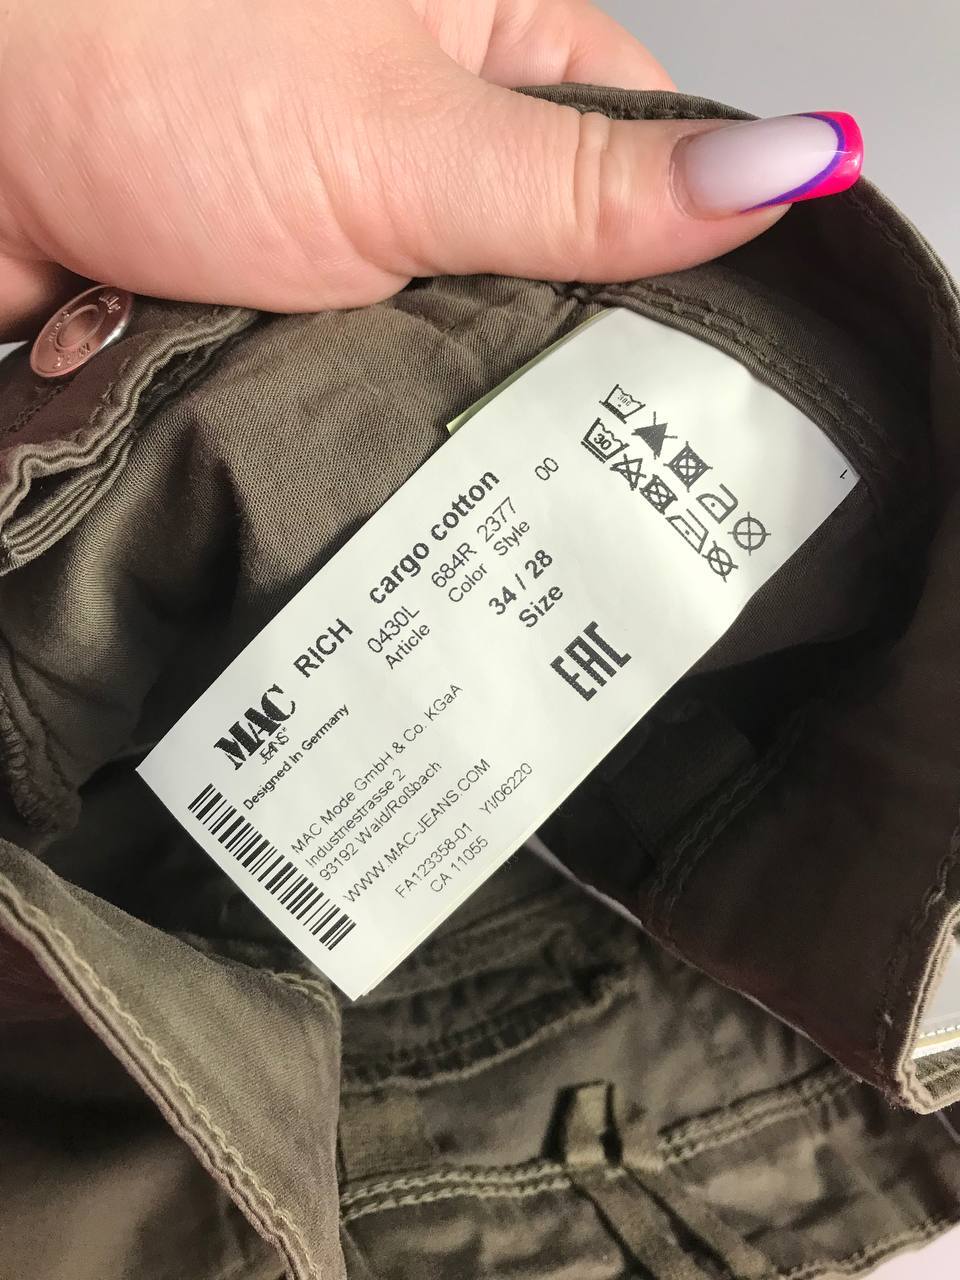 MAC
JEANS
RICH cargo cotton
Designed in Germany
0430L 684R 2377 00
Article Color Style
34 / 28
Size
EAC
MAC Mode GmbH & Co. KGaA
Industriestrasse 2
93192 Wald/Roßbach
WWW.MAC-JEANS.COM
FA123358-01 YI/06220
CA 11055
30
1